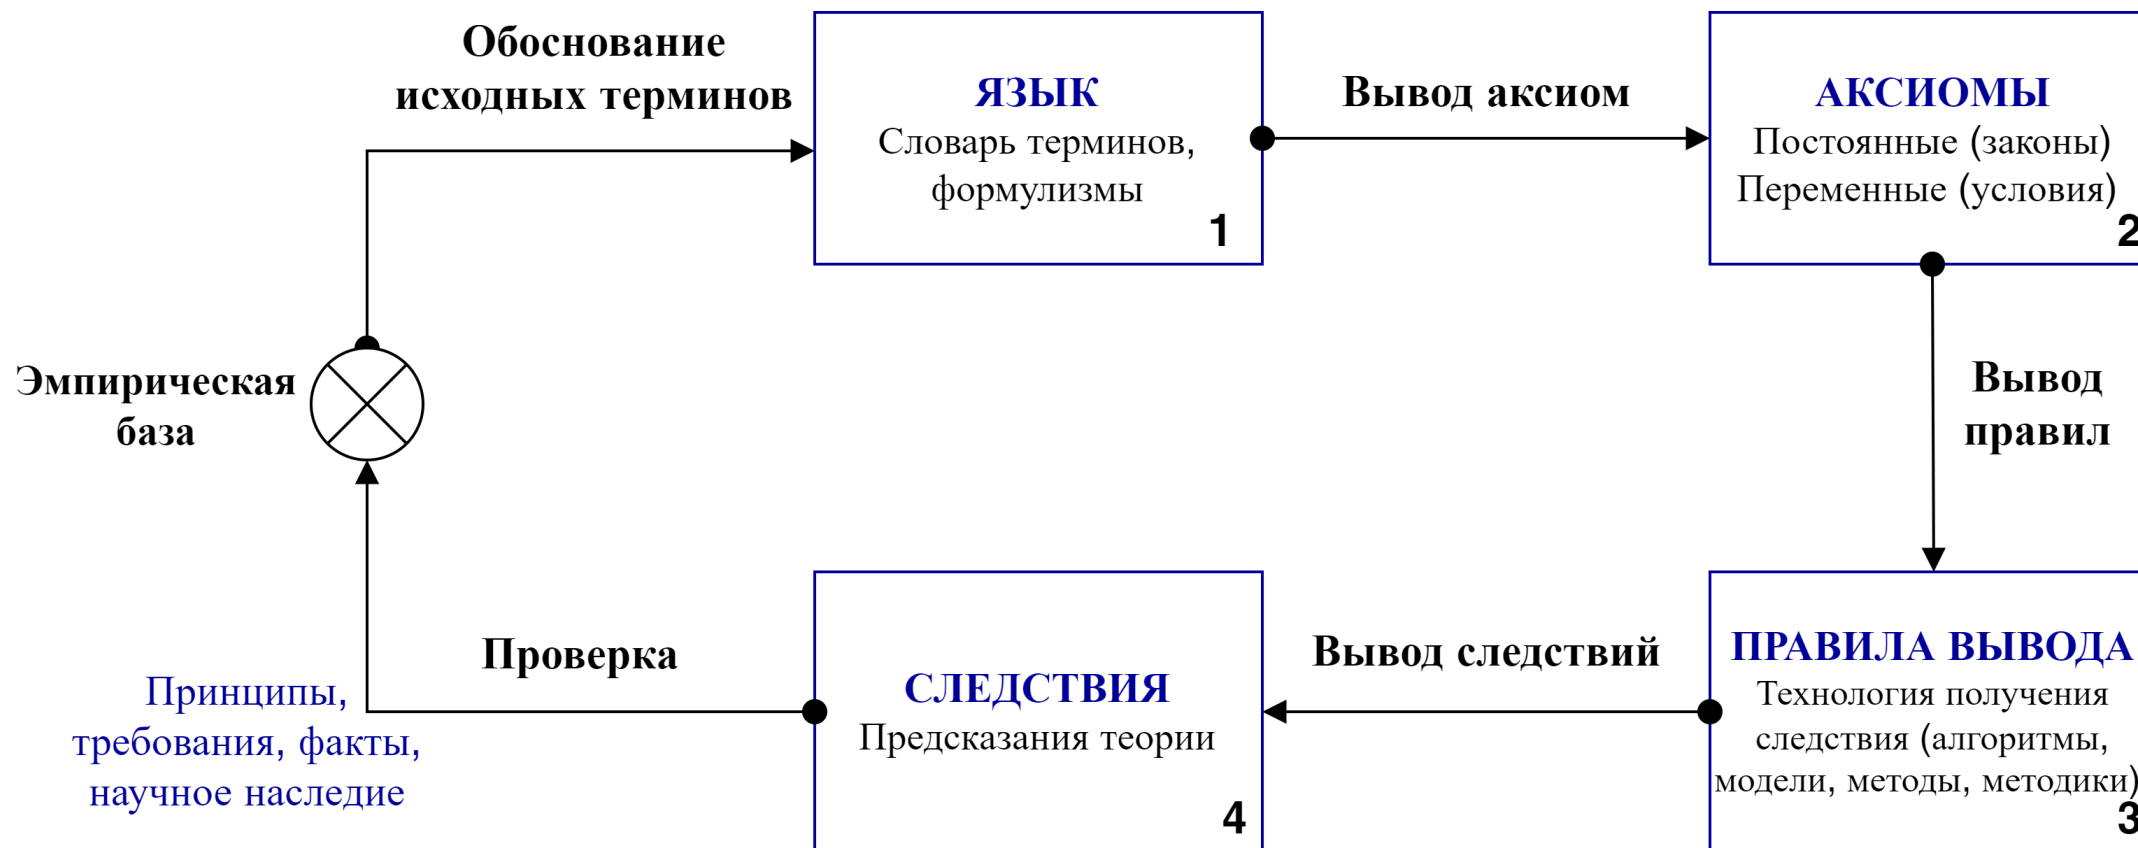 Обоснование
исходных терминов
ЯЗЫК
Словарь терминов,
формулизмы
1
Вывод аксиом
АКСИОМЫ
Постоянные (законы)
Переменные (условия)
2
Вывод
правил
Эмпирическая
база
Принципы,
требования, факты,
научное наследие
Проверка
СЛЕДСТВИЯ
Предсказания теории
4
Вывод следствий
ПРАВИЛА ВЫВОДА
Технология получения
следствия (алгоритмы,
модели, методы, методики)
3